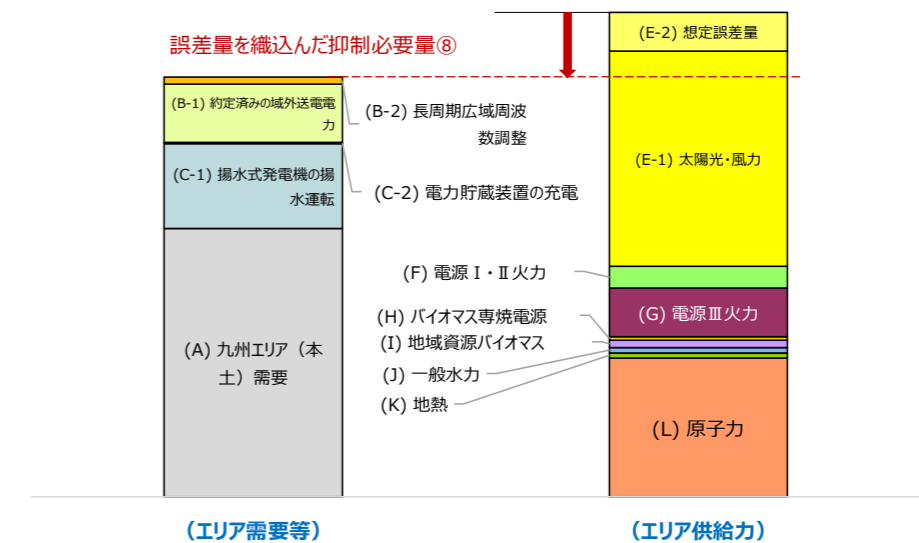 誤差量を織込んだ抑制必要量⑧
(B-1) 約定済みの域外送電電
力
(B-2) 長周期広域周波
数調整
(C-1) 揚水式発電機の揚
水運転
(C-2) 電力貯蔵装置の充電
(A) 九州エリア（本
土）需要
(E-2) 想定誤差量
(E-1) 太陽光・風力
(F) 電源Ⅰ・Ⅱ火力
(G) 電源Ⅲ火力
(H) バイオマス専焼電源
(I) 地域資源バイオマス
(J) 一般水力
(K) 地熱
(L) 原子力
（エリア需要等）
（エリア供給力）